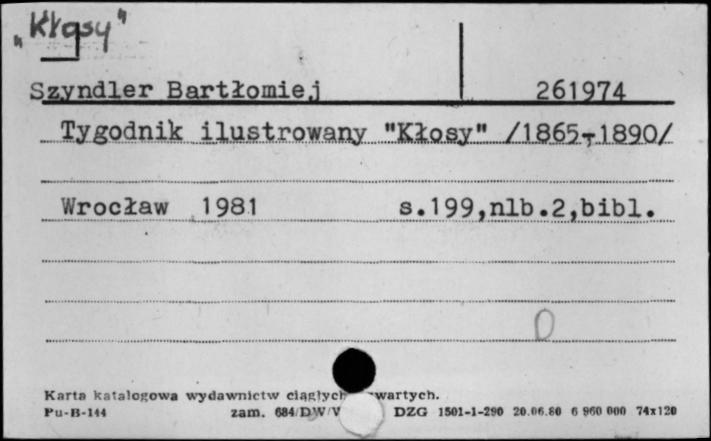 „Kłosy"
Szyndler Bartłomiej 261974
Tygodnik ilustrowany "Kłosy" /1865-1890/
Wrocław 1981 s.199,nlb.2,bibl.
D
Karta katalogowa wydawnictw ciągłych wartych.
Pu-B-144 zam. 684/DW/V DZG 1501-1-290 20.06.80 6 960 000 74x120